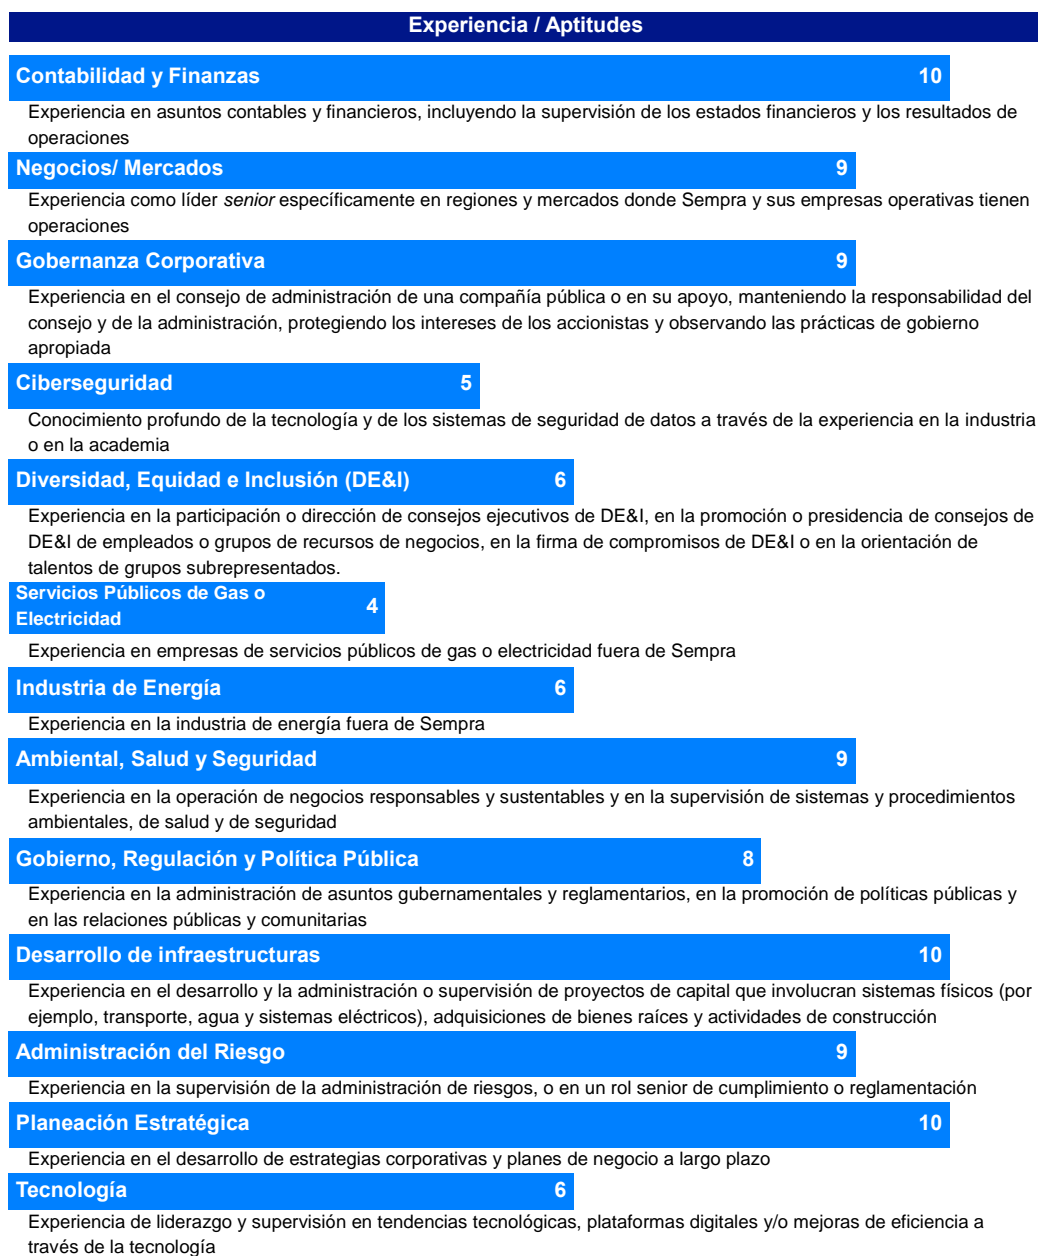 Experiencia / Aptitudes
Contabilidad y Finanzas 10
Experiencia en asuntos contables y financieros, incluyendo la supervisión de los estados financieros y los resultados de
operaciones
Negocios/ Mercados 9
Experiencia como líder senior específicamente en regiones y mercados donde Sempra y sus empresas operativas tienen
operaciones
Gobernanza Corporativa 9
Experiencia en el consejo de administración de una compañía pública o en su apoyo, manteniendo la responsabilidad del
consejo y de la administración, protegiendo los intereses de los accionistas y observando las prácticas de gobierno
apropiada
Ciberseguridad 5
Conocimiento profundo de la tecnología y de los sistemas de seguridad de datos a través de la experiencia en la industria
o en la academia
Diversidad, Equidad e Inclusión (DE&I) 6
Experiencia en la participación o dirección de consejos ejecutivos de DE&I, en la promoción o presidencia de consejos de
DE&I de empleados o grupos de recursos de negocios, en la firma de compromisos de DE&I o en la orientación de
talentos de grupos subrepresentados.
Servicios Públicos de Gas o
Electricidad 4
Experiencia en empresas de servicios públicos de gas o electricidad fuera de Sempra
Industria de Energía 6
Experiencia en la industria de energía fuera de Sempra
Ambiental, Salud y Seguridad 9
Experiencia en la operación de negocios responsables y sustentables y en la supervisión de sistemas y procedimientos
ambientales, de salud y de seguridad
Gobierno, Regulación y Política Pública 8
Experiencia en la administración de asuntos gubernamentales y reglamentarios, en la promoción de políticas públicas y
en las relaciones públicas y comunitarias
Desarrollo de infraestructuras 10
Experiencia en el desarrollo y la administración o supervisión de proyectos de capital que involucran sistemas físicos (por
ejemplo, transporte, agua y sistemas eléctricos), adquisiciones de bienes raíces y actividades de construcción
Administración del Riesgo 9
Experiencia en la supervisión de la administración de riesgos, o en un rol senior de cumplimiento o reglamentación
Planeación Estratégica 10
Experiencia en el desarrollo de estrategias corporativas y planes de negocio a largo plazo
Tecnología 6
Experiencia de liderazgo y supervisión en tendencias tecnológicas, plataformas digitales y/o mejoras de eficiencia a
través de la tecnología